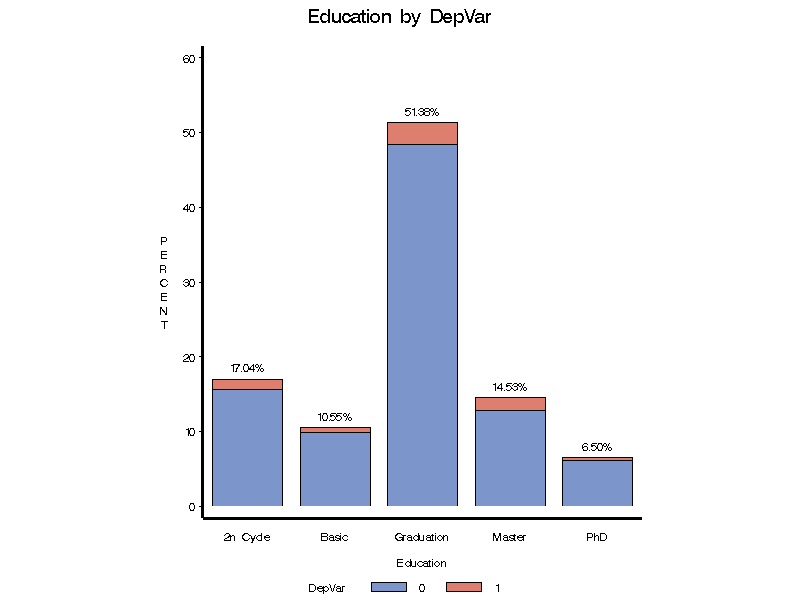 Education by DepVar
60
50
40
30
20
10
0
PERCENT
17.04%
10.55%
51.38%
14.53%
6.50%
2n Cycle Basic Graduation Master PhD
Education
DepVar 0 1